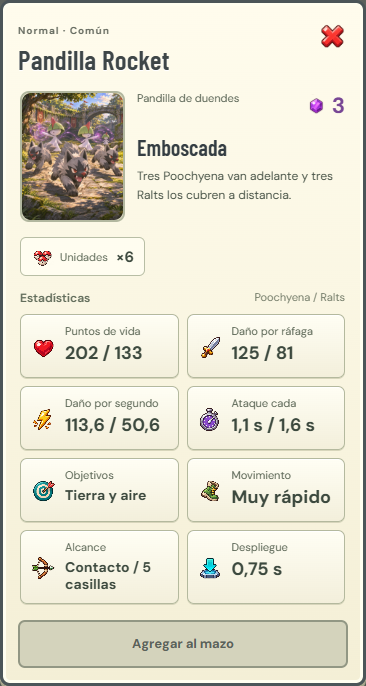 Normal · Común
Pandilla Rocket
Pandilla de duendes
3
Emboscada
Tres Poochyena van adelante y tres
Ralts los cubren a distancia.
Unidades ×6
Estadísticas
Poochyena / Ralts
Puntos de vida
202 / 133
Daño por ráfaga
125 / 81
Daño por segundo
113,6 / 50,6
Ataque cada
1,1 s / 1,6 s
Objetivos
Tierra y aire
Movimiento
Muy rápido
Alcance
Contacto / 5
casillas
Despliegue
0,75 s
Agregar al mazo